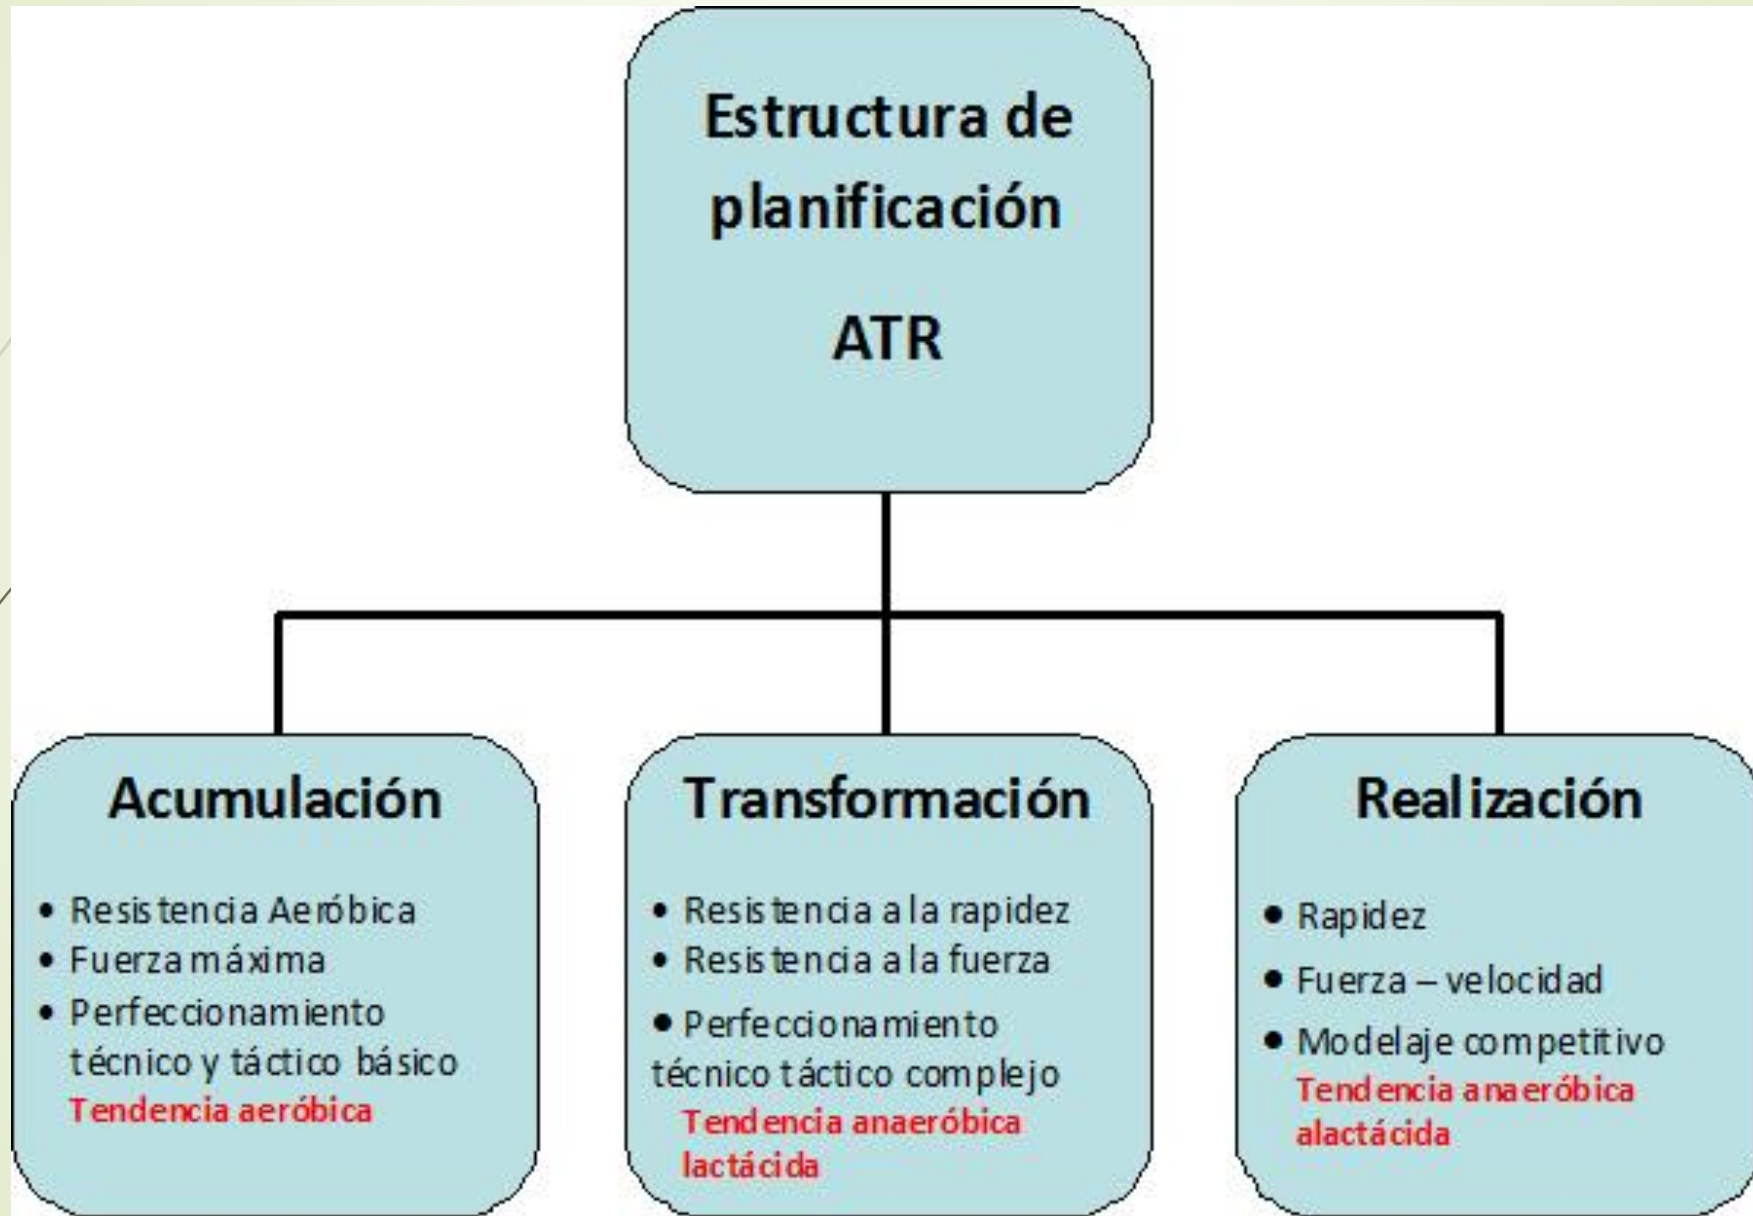 Estructura de
planificación
ATR
Acumulación
• Resistencia Aeróbica
• Fuerza máxima
• Perfeccionamiento
técnico y táctico básico
Tendencia aeróbica
Transformación
• Resistencia a la rapidez
• Resistencia a la fuerza
• Perfeccionamiento
técnico táctico complejo
Tendencia anaeróbica
lactácida
Realización
• Rapidez
• Fuerza – velocidad
• Modelaje competitivo
Tendencia anaeróbica
alactácida